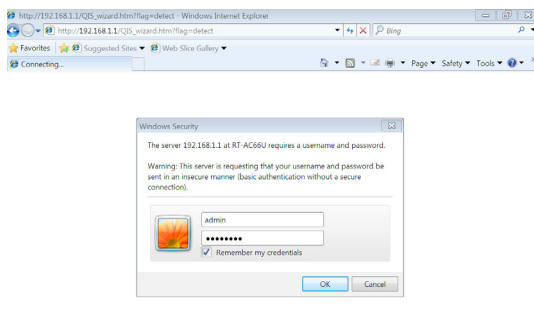 http://192.168.1.1/QIS_wizard.htm?flag=detect - Windows Internet Explorer
http://192.168.1.1/QIS_wizard.htm?flag=detect
Bing
Favorites Suggested Sites Web Slice Gallery
Connecting...
Page Safety Tools
Windows Security
The server 192.168.1.1 at RT-AC66U requires a username and password.
Warning: This server is requesting that your username and password be
sent in an insecure manner (basic authentication without a secure
connection).
admin
••••••••
Remember my credentials
OK Cancel